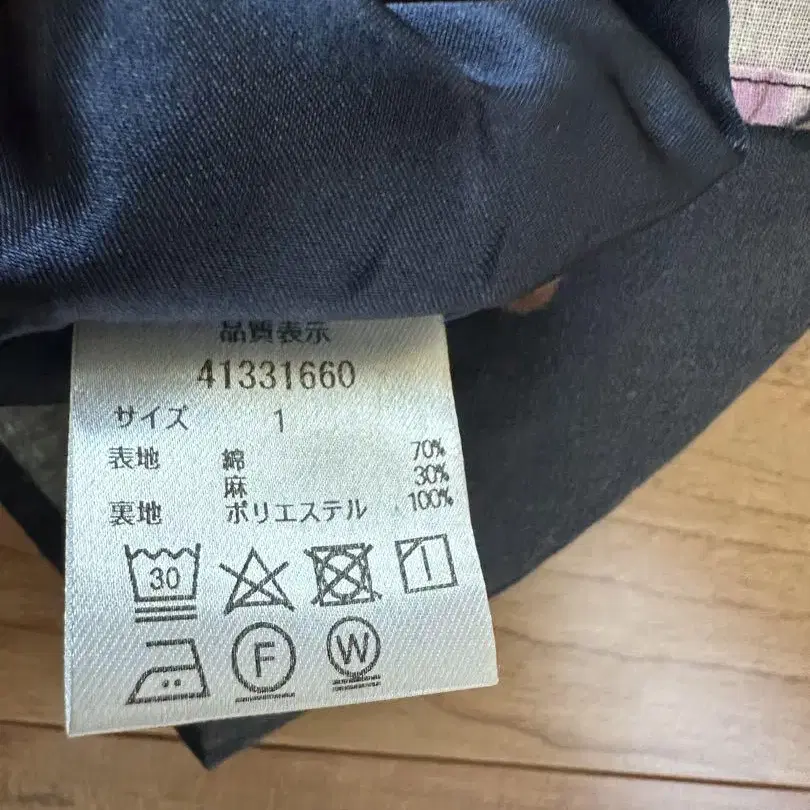 品質表示
41331660
サイズ 1
表地 綿 70%
麻 30%
裏地 ポリエステル 100%
30
F W